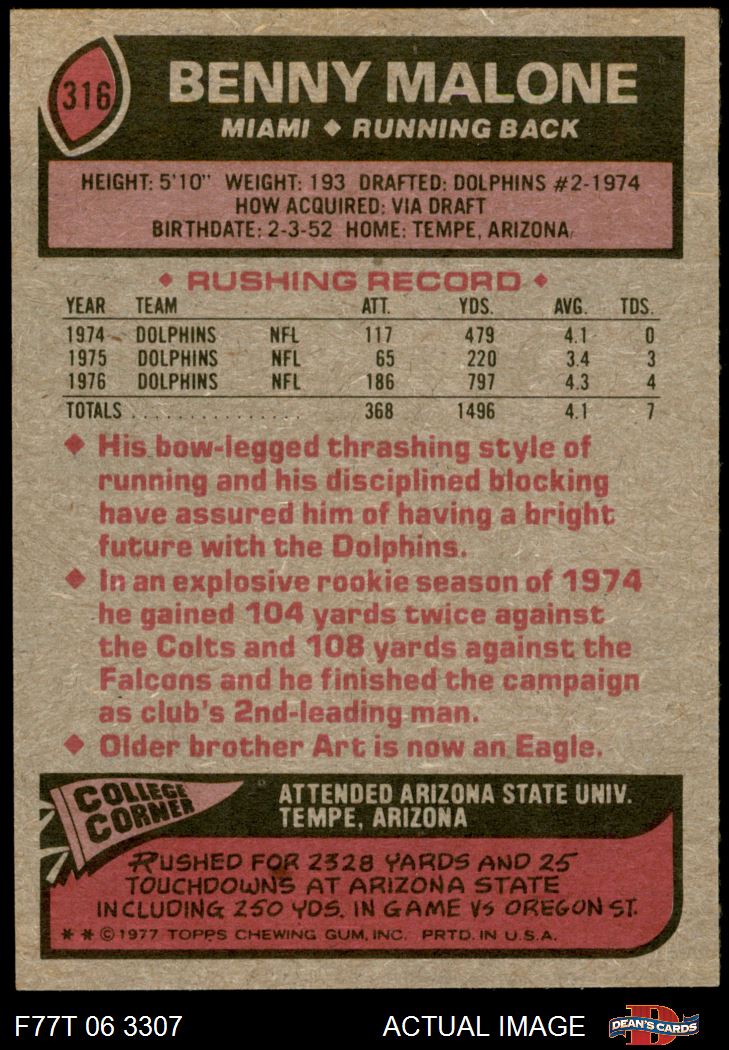 316
BENNY MALONE
MIAMI ◆ RUNNING BACK
HEIGHT: 5'10" WEIGHT: 193 DRAFTED: DOLPHINS #2-1974
HOW ACQUIRED: VIA DRAFT
BIRTHDATE: 2-3-52 HOME: TEMPE, ARIZONA
◆ RUSHING RECORD ◆
YEAR TEAM ATT. YDS. AVG. TDS.
1974 DOLPHINS NFL 117 479 4.1 0
1975 DOLPHINS NFL 65 220 3.4 3
1976 DOLPHINS NFL 186 797 4.3 4
TOTALS ................ 368 1496 4.1 7
◆ His bow-legged thrashing style of
running and his disciplined blocking
have assured him of having a bright
future with the Dolphins.
◆ In an explosive rookie season of 1974
he gained 104 yards twice against
the Colts and 108 yards against the
Falcons and he finished the campaign
as club's 2nd-leading man.
◆ Older brother Art is now an Eagle.
COLLEGE
CORNER
ATTENDED ARIZONA STATE UNIV.
TEMPE, ARIZONA
RUSHED FOR 2328 YARDS AND 25
TOUCHDOWNS AT ARIZONA STATE
INCLUDING 250 YDS. IN GAME VS OREGON ST.
* * © 1977 TOPPS CHEWING GUM, INC. PRTD. IN U.S.A.
F77T 06 3307 ACTUAL IMAGE
D
DEAN'S CARDS